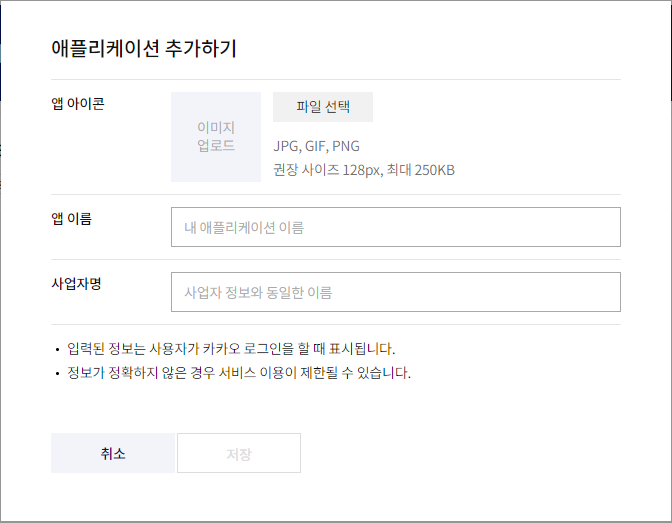 애플리케이션 추가하기
앱 아이콘
이미지
업로드
파일 선택
JPG, GIF, PNG
권장 사이즈 128px, 최대 250KB
앱 이름
내 애플리케이션 이름
사업자명
사업자 정보와 동일한 이름
• 입력된 정보는 사용자가 카카오 로그인을 할 때 표시됩니다.
• 정보가 정확하지 않은 경우 서비스 이용이 제한될 수 있습니다.
취소
저장